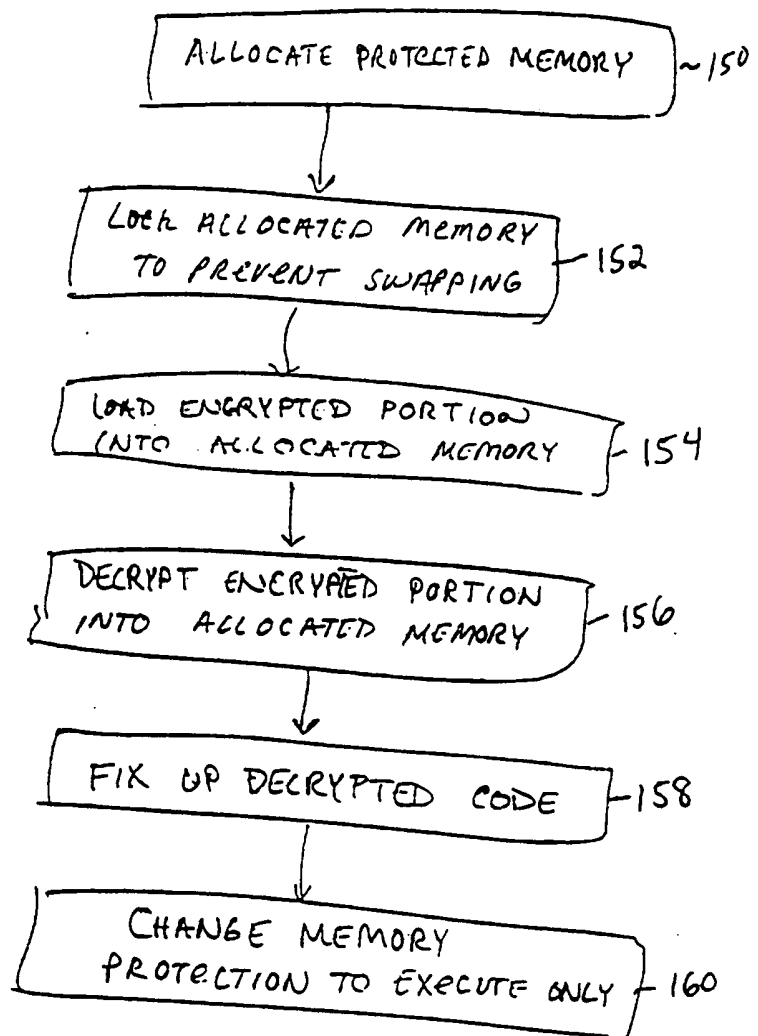 ALLOCATE PROTECTED MEMORY ~150
LOCK ALLOCATED MEMORY
TO PREVENT SWAPPING
152
LOAD ENCRYPTED PORTION
INTO ALLOCATED MEMORY
154
DECRYPT ENCRYPTED PORTION
INTO ALLOCATED MEMORY
156
FIX UP DECRYPTED CODE 158
CHANGE MEMORY
PROTECTION TO EXECUTE ONLY 160